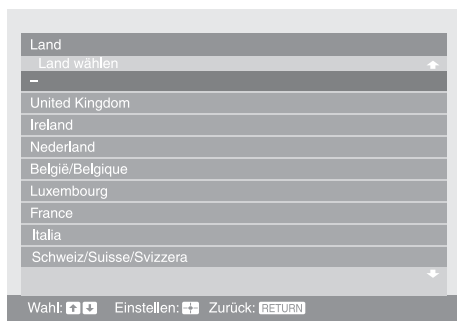 Land
Land wählen
–
United Kingdom
Ireland
Nederland
België/Belgique
Luxembourg
France
Italia
Schweiz/Suisse/Svizzera
Wahl: Einstellen: Zurück: RETURN